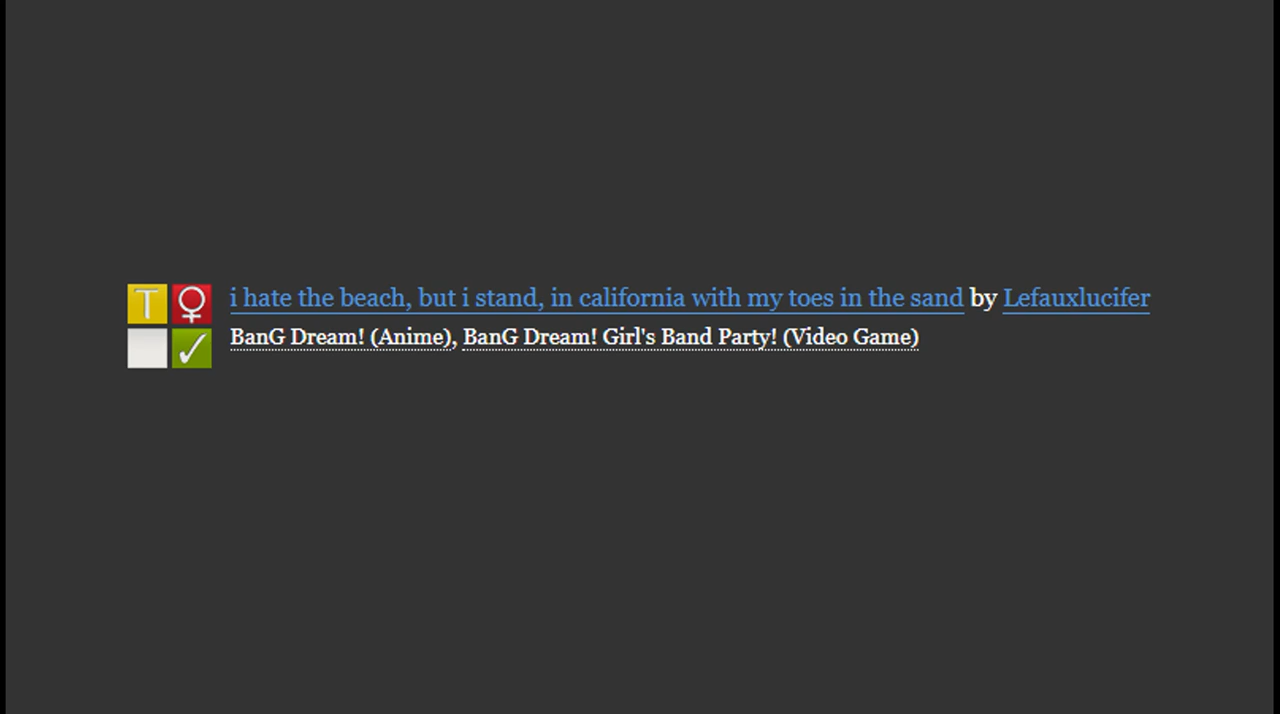 T ♀ i hate the beach, but i stand, in california with my toes in the sand by Lefauxlucifer
✓ BanG Dream! (Anime), BanG Dream! Girl's Band Party! (Video Game)